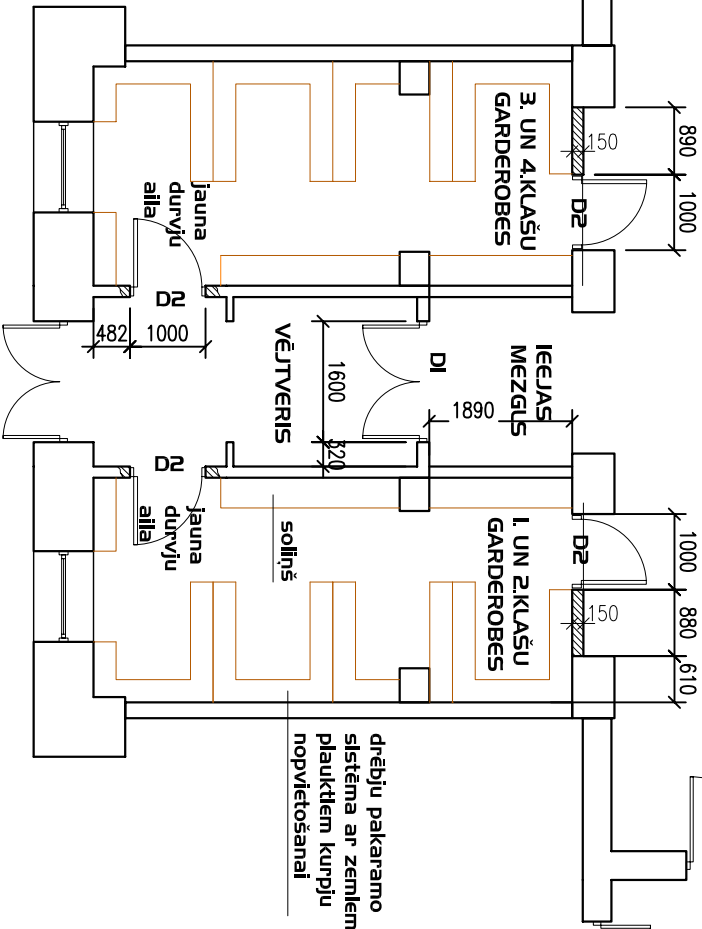 890
1000
150
D2
3. UN 4.KLAŠU
GARDEROBES
jauna
durvju
aila
D2
482
1000
VĒJTVERIS
1600
320
D1
1890
IEEJAS
MEZGLS
D2
jauna
durvju
aila
soliņš
1. UN 2.KLAŠU
GARDEROBES
D2
150
1000
880
610
drēbju pakaramo
sistēma ar zemiem
plauktiem kurpju
nopvietošanai